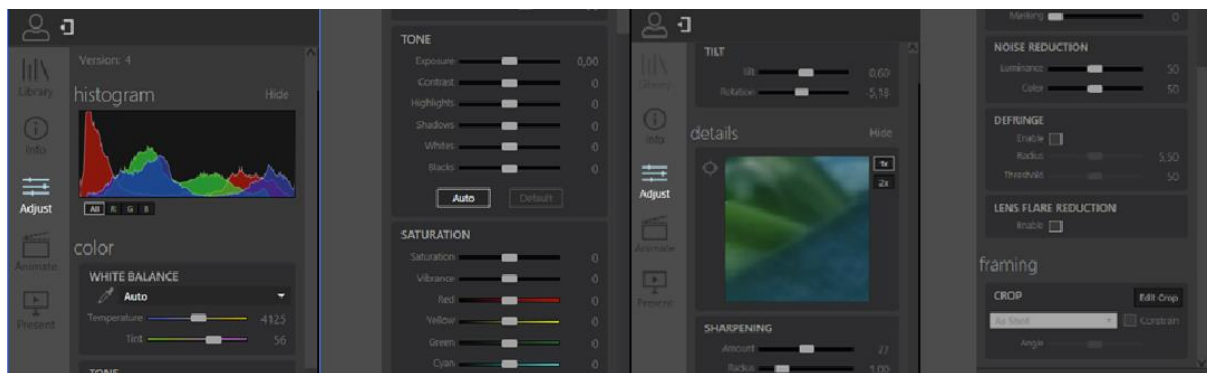 Version: 4
Library
histogram
Hide
Info
Adjust
All R G B
color
Animate
WHITE BALANCE
Auto
Present
Temperature 4125
Tint 56
TONE
TONE
Exposure 0,00
Contrast 0
Highlights 0
Shadows 0
Whites 0
Blacks 0
Auto Default
SATURATION
Saturation 0
Vibrance 0
Red 0
Yellow 0
Green 0
Cyan 0
TILT
Tilt 0,60
Library
Rotation -5,18
details
Hide
Info
1x
2x
Adjust
Animate
Present
SHARPENING
Amount 27
Radius 1,00
Masking 0
NOISE REDUCTION
Luminance 50
Color 50
DEFRINGE
Enable
Radius 5,50
Threshold 50
LENS FLARE REDUCTION
Enable
framing
CROP
Edit Crop
As Shot
Constrain
Angle